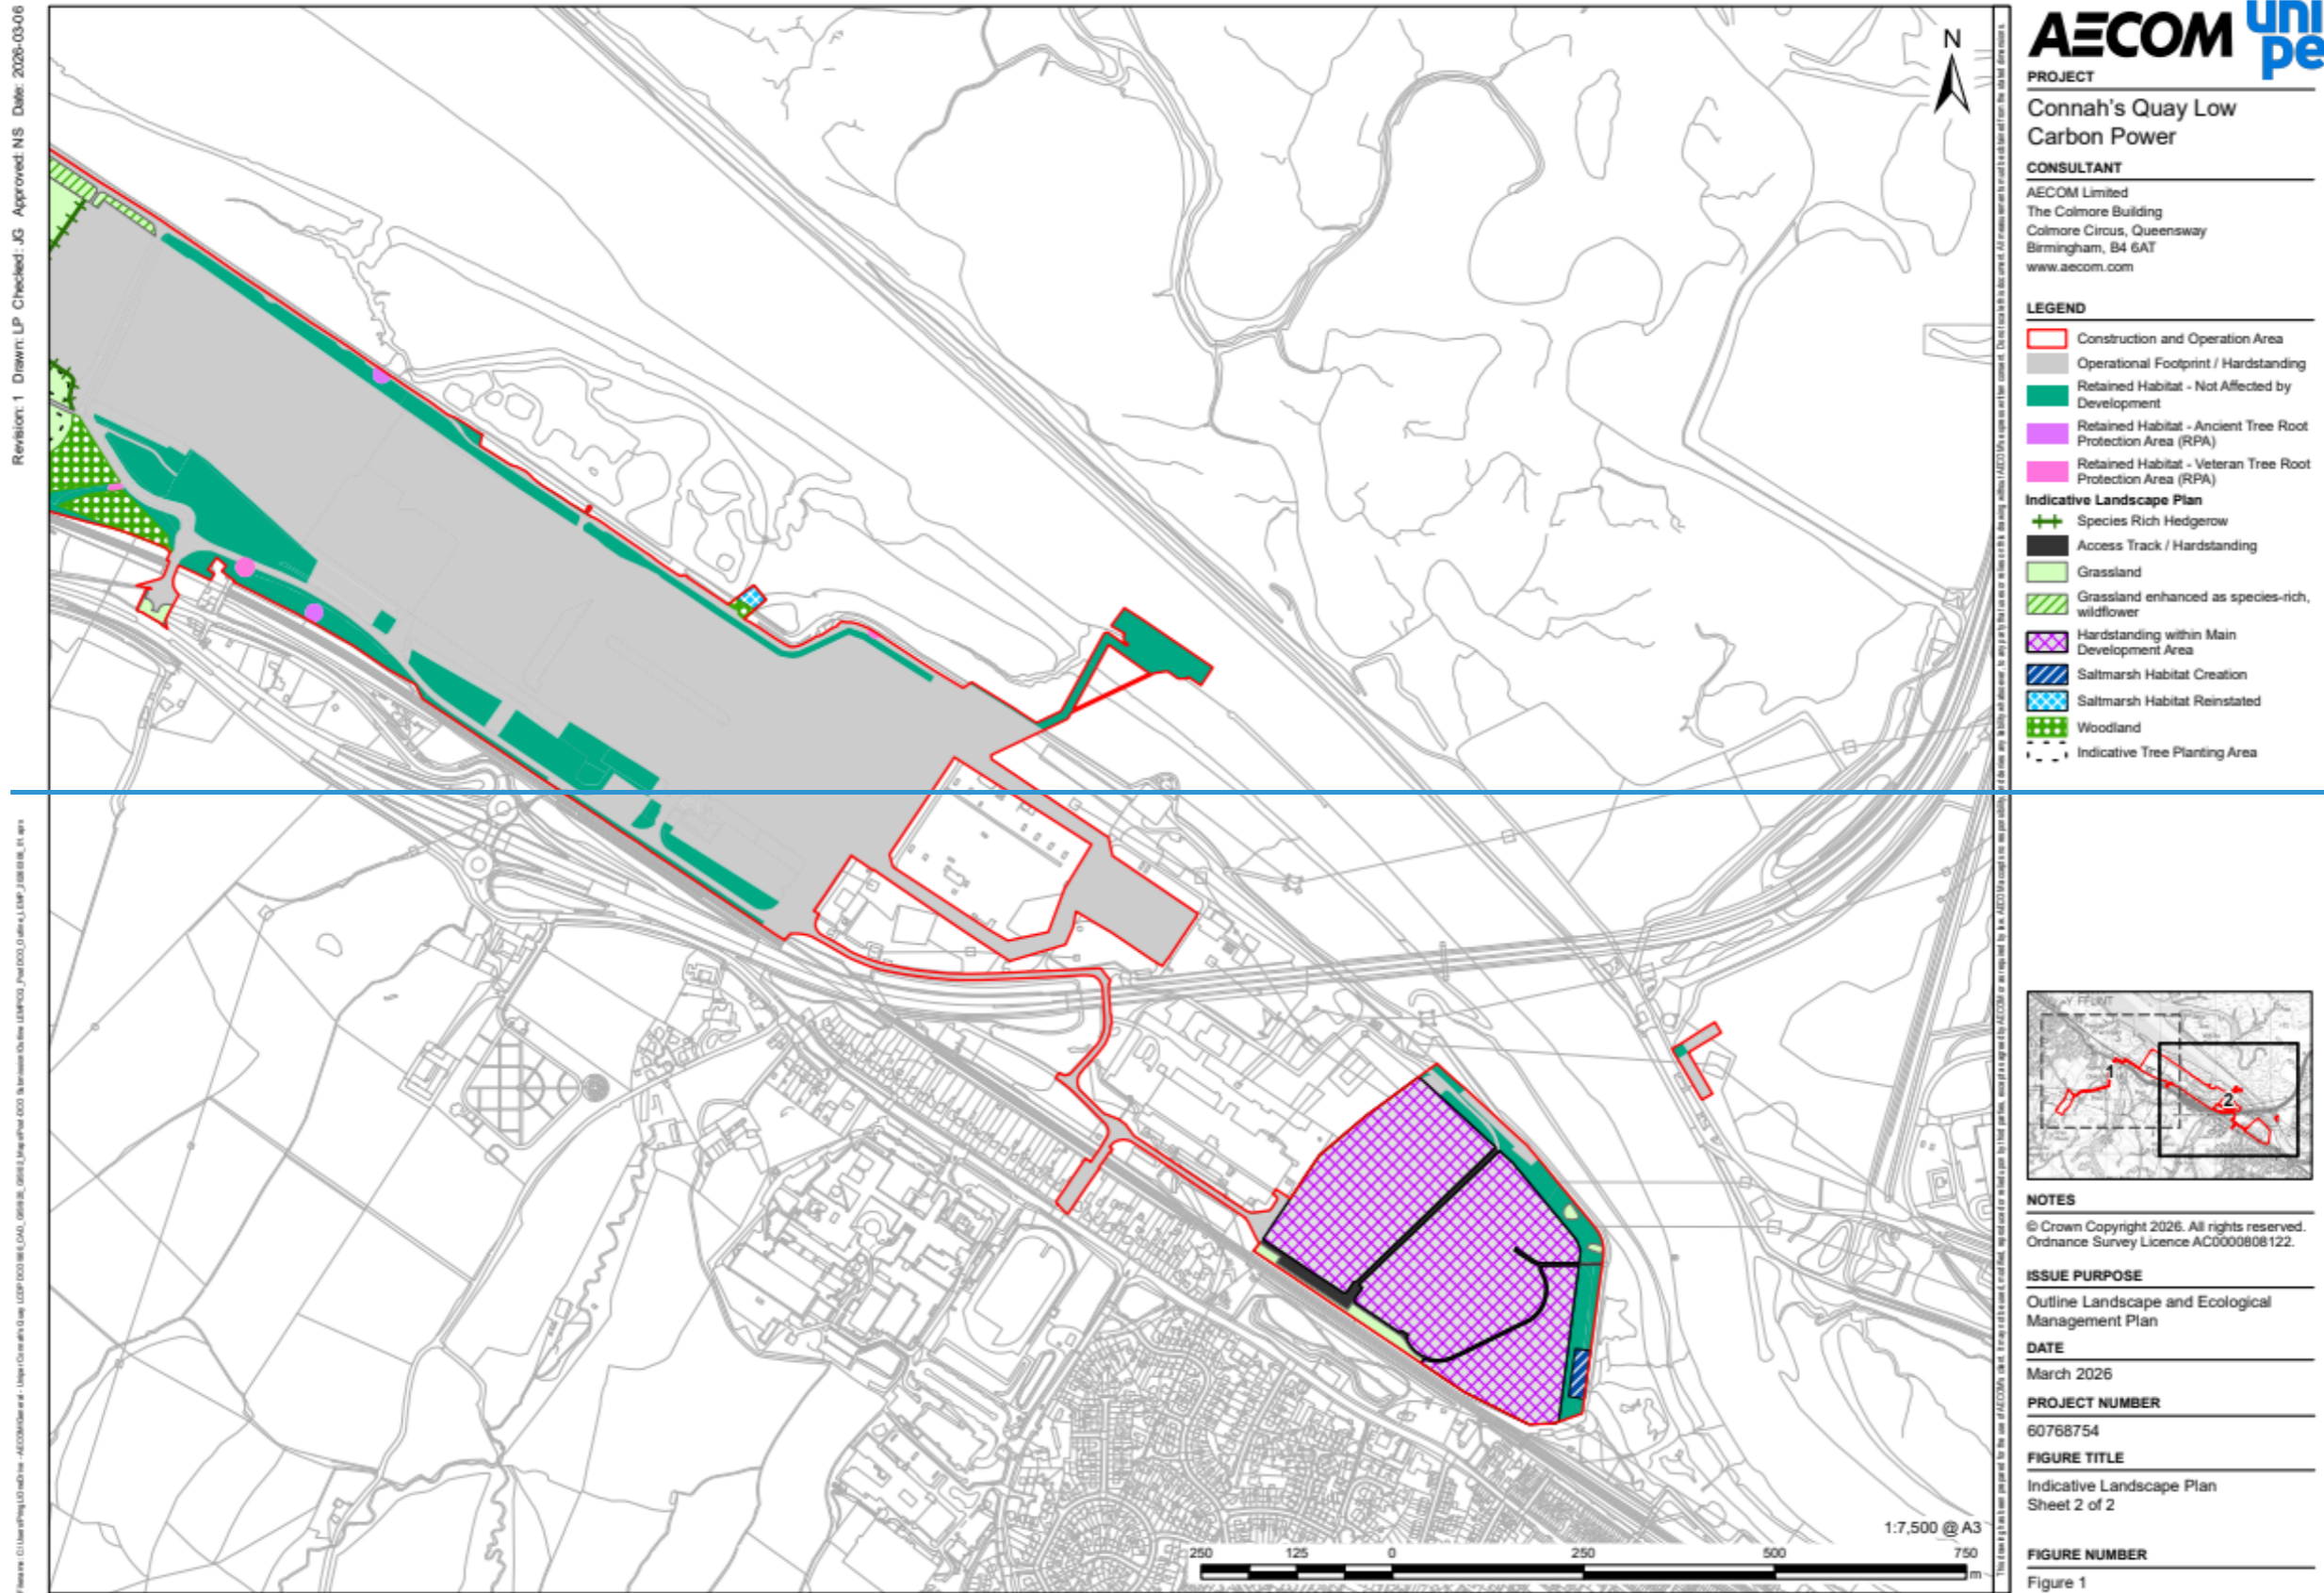 Revision: 1 Drawn: LP Checked: JG Approved: NS Date: 2026-03-06
N
AECOM
uni
pe
PROJECT
Connah's Quay Low
Carbon Power
CONSULTANT
AECOM Limited
The Colmore Building
Colmore Circus, Queensway
Birmingham, B4 6AT
www.aecom.com
LEGEND
Construction and Operation Area
Operational Footprint / Hardstanding
Retained Habitat - Not Affected by
Development
Retained Habitat - Ancient Tree Root
Protection Area (RPA)
Retained Habitat - Veteran Tree Root
Protection Area (RPA)
Indicative Landscape Plan
Species Rich Hedgerow
Access Track / Hardstanding
Grassland
Grassland enhanced as species-rich,
wildflower
Hardstanding within Main
Development Area
Saltmarsh Habitat Creation
Saltmarsh Habitat Reinstated
Woodland
Indicative Tree Planting Area
Y FFLINT
1
2
NOTES
© Crown Copyright 2026. All rights reserved.
Ordnance Survey Licence AC0000808122.
ISSUE PURPOSE
Outline Landscape and Ecological
Management Plan
DATE
March 2026
PROJECT NUMBER
60768754
FIGURE TITLE
Indicative Landscape Plan
Sheet 2 of 2
FIGURE NUMBER
Figure 1
1:7,500 @ A3
250 125 0 250 500 750
m